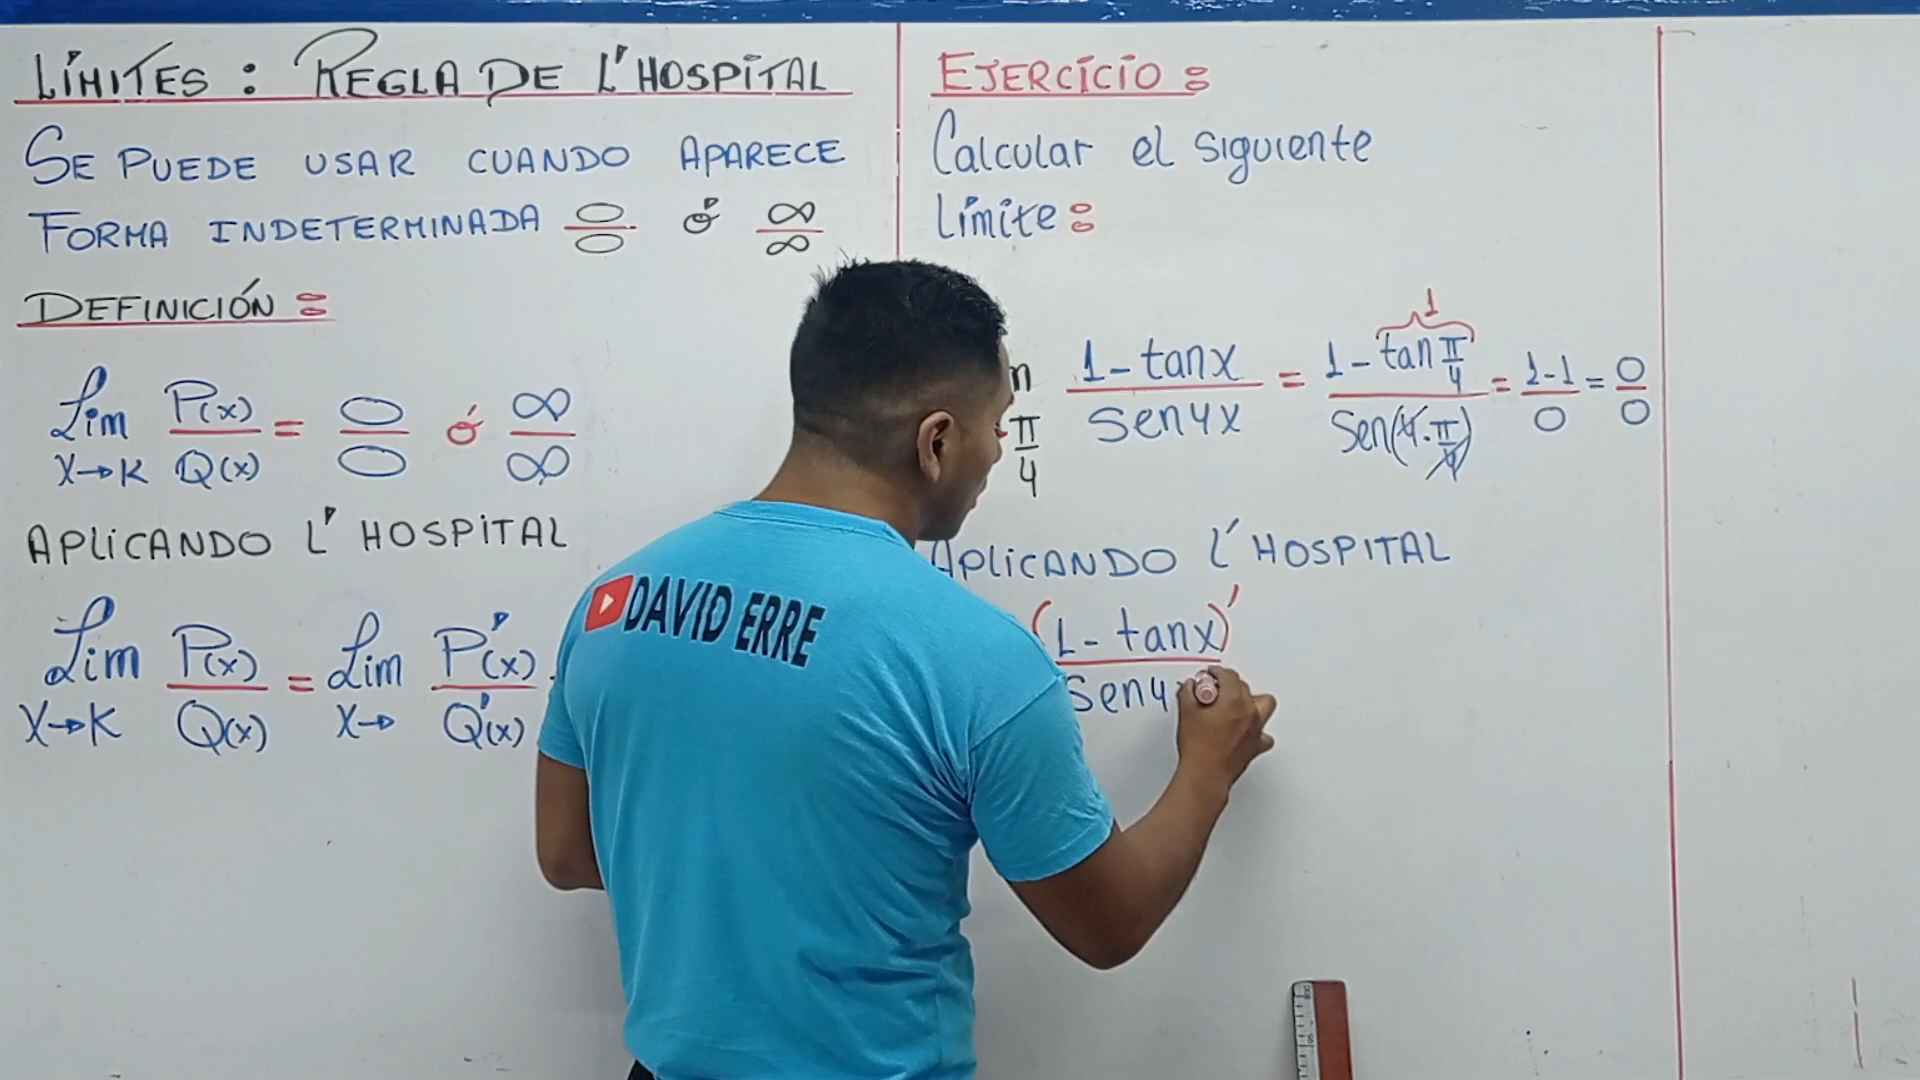 LÍMITES : REGLA DE L'HOSPITAL
SE PUEDE USAR CUANDO APARECE
FORMA INDETERMINADA 0/0 ó ∞/∞
DEFINICIÓN :
Lim x→K P(x)/Q(x) = 0/0 ó ∞/∞
APLICANDO L'HOSPITAL
Lim x→K P(x)/Q(x) = Lim x→ P'(x)/Q'(x)
EJERCICIO :
Calcular el siguiente
límite :
π/4 (1-tanx)/(sen4x) = (1-tan π/4)/(Sen(4·π/4)) = (1-1)/0 = 0/0
1
APLICANDO L'HOSPITAL
(1-tanx)'
sen4
DAVID ERRE